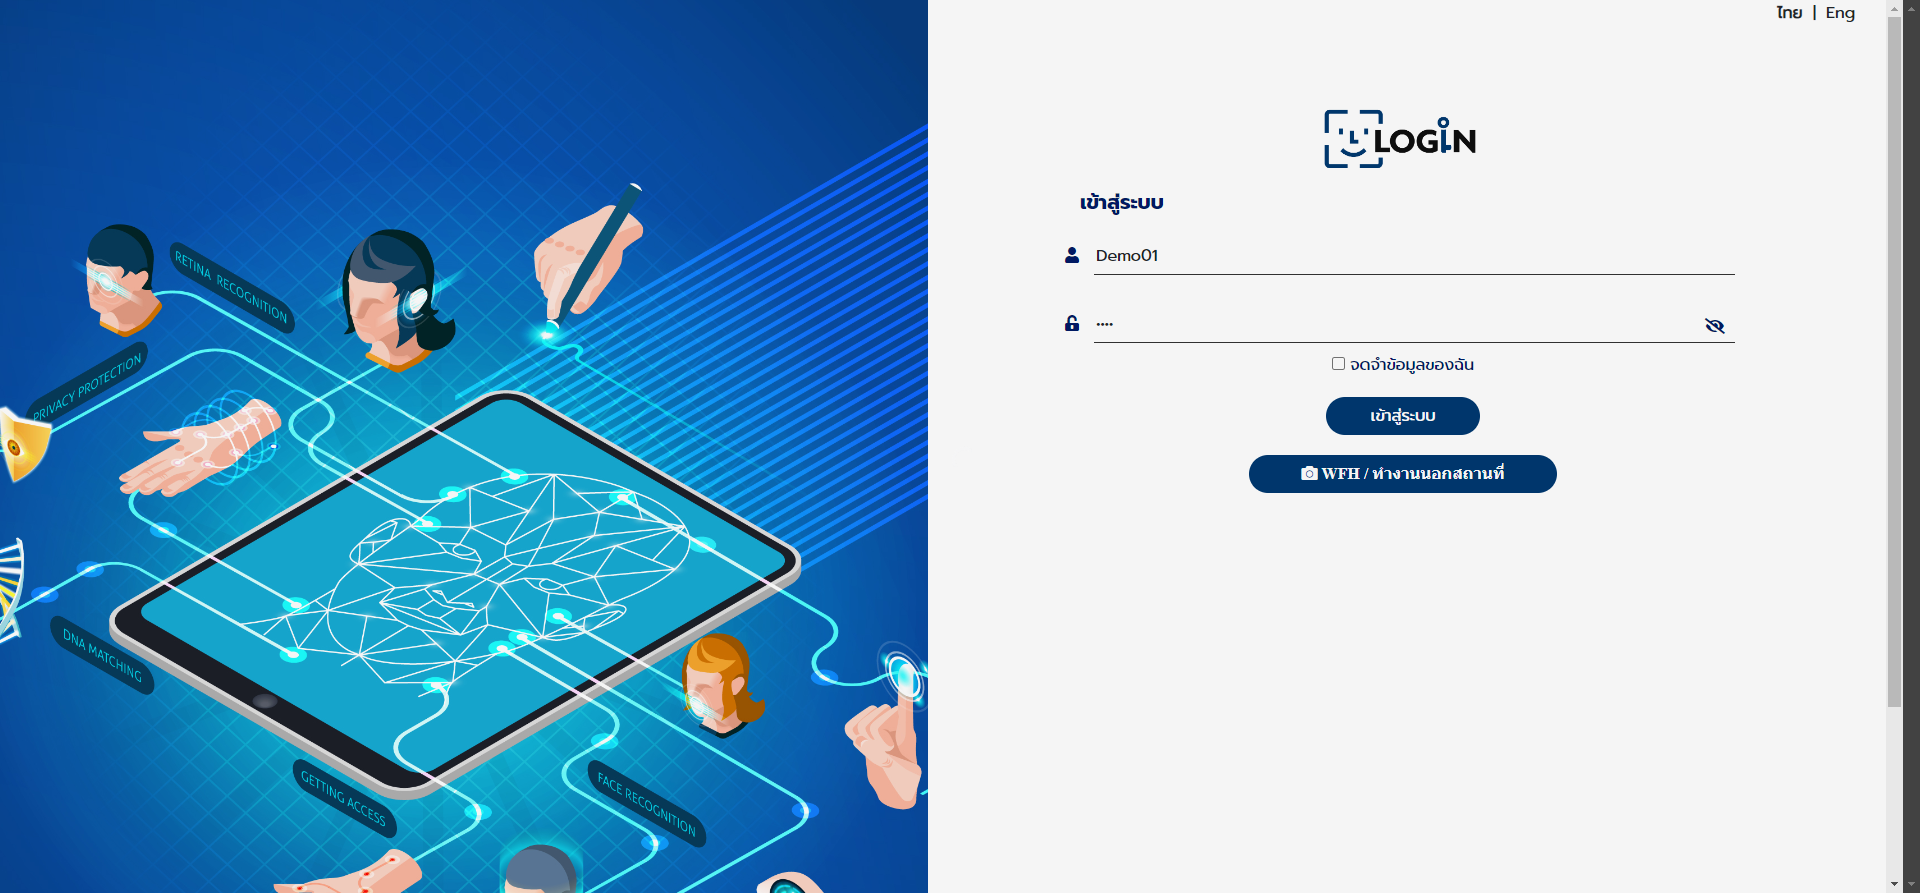 ไทย | Eng
LOGIN
เข้าสู่ระบบ
Demo01
••••
จดจำข้อมูลของฉัน
เข้าสู่ระบบ
WFH / ทำงานนอกสถานที่
RETINA RECOGNITION
PRIVACY PROTECTION
DNA MATCHING
GETTING ACCESS
FACE RECOGNITION